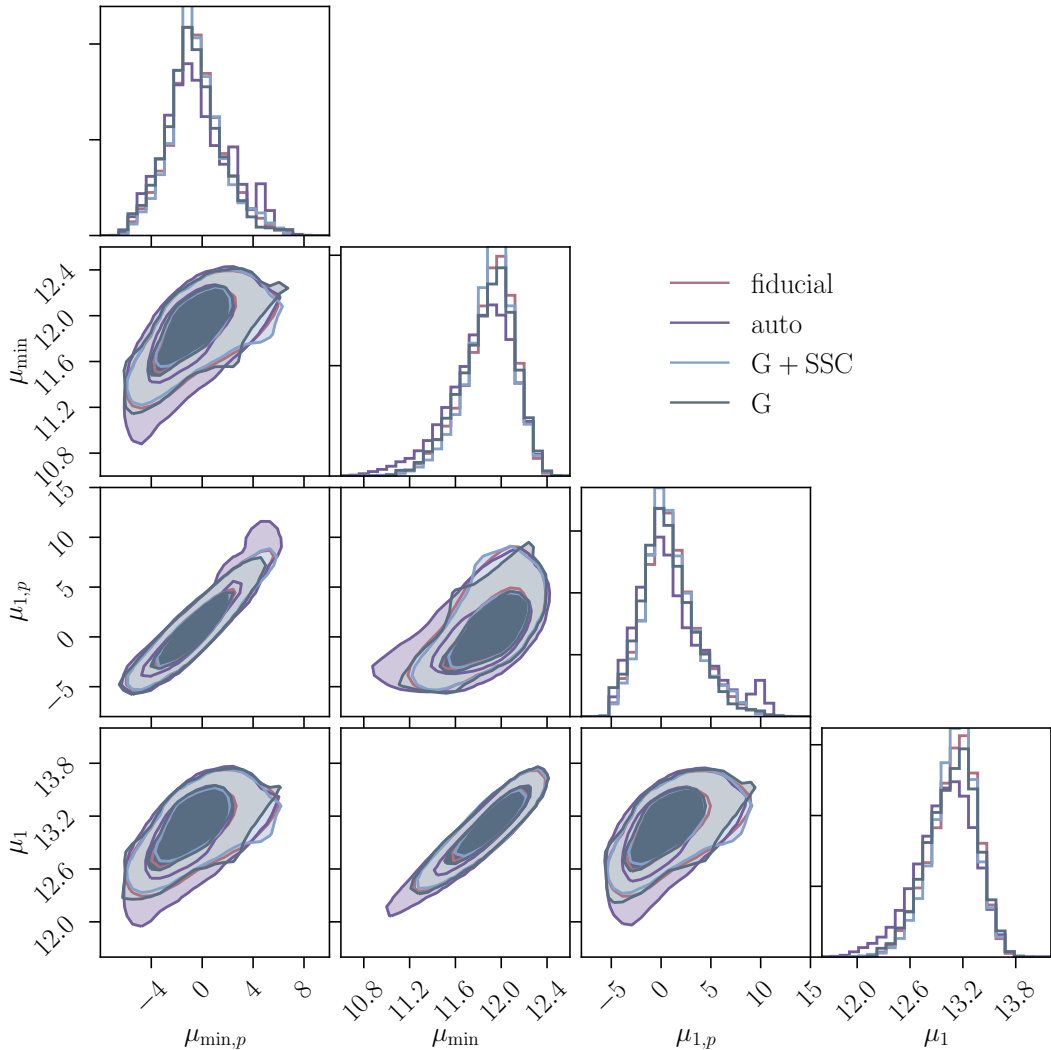 μ_min
12.4
12.0
11.6
11.2
10.8
fiducial
auto
G + SSC
G
μ_{1,p}
15
10
5
0
−5
μ_1
13.8
13.2
12.6
12.0
−4 0 4
10.8 11.2 11.6 12.0 12.4
−5 0 5 10 15
12.0 12.6 13.2 13.8
μ_{min,p} μ_min μ_{1,p} μ_1